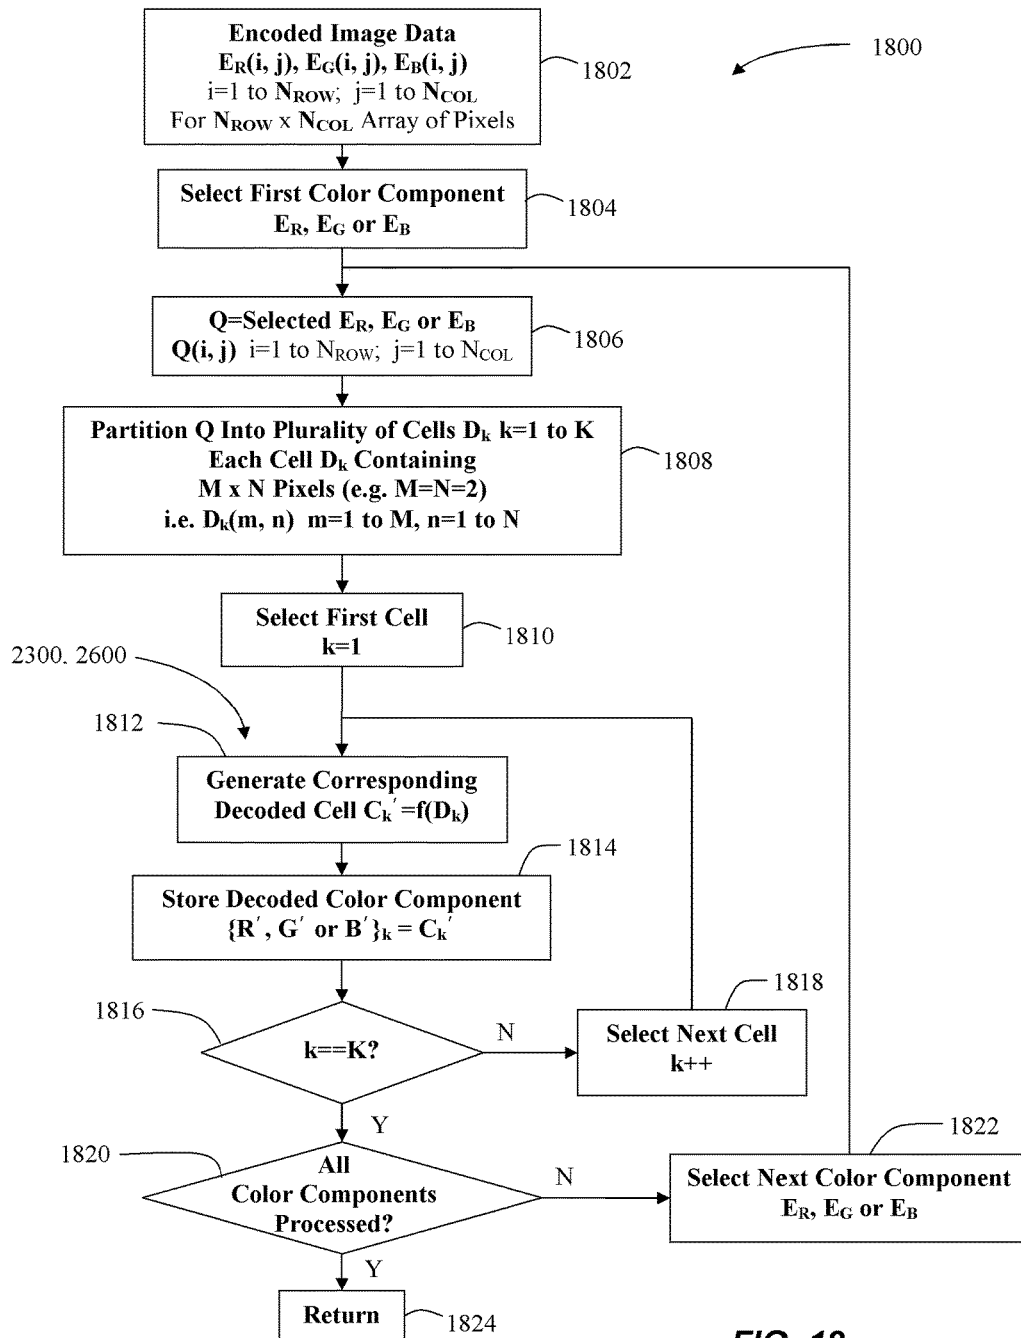 Encoded Image Data
E_R(i, j), E_G(i, j), E_B(i, j)
i=1 to N_ROW; j=1 to N_COL
For N_ROW x N_COL Array of Pixels
1802
1800
Select First Color Component
E_R, E_G or E_B
1804
Q=Selected E_R, E_G or E_B
Q(i, j) i=1 to N_ROW; j=1 to N_COL
1806
Partition Q Into Plurality of Cells D_k k=1 to K
Each Cell D_k Containing
M x N Pixels (e.g. M=N=2)
i.e. D_k(m, n) m=1 to M, n=1 to N
1808
Select First Cell
k=1
1810
2300, 2600
1812
Generate Corresponding
Decoded Cell C_k′=f(D_k)
1814
Store Decoded Color Component
{R′, G′ or B′}_k = C_k′
1816
k==K?
N
1818
Select Next Cell
k++
Y
1820
All
Color Components
Processed?
N
1822
Select Next Color Component
E_R, E_G or E_B
Y
Return
1824